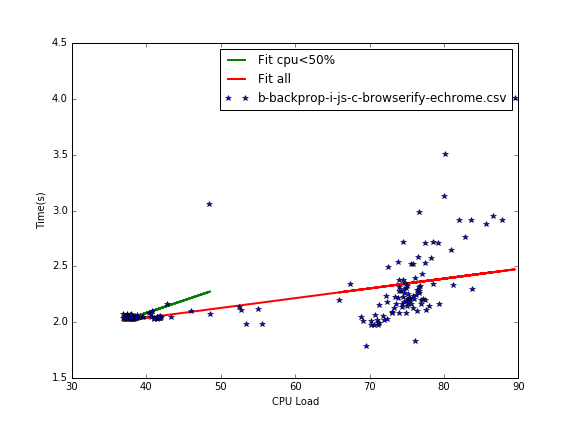 4.5
4.0
3.5
3.0
2.5
2.0
1.5
Time(s)
Fit cpu<50%
Fit all
b-backprop-i-js-c-browserify-echrome.csv
30 40 50 60 70 80 90
CPU Load